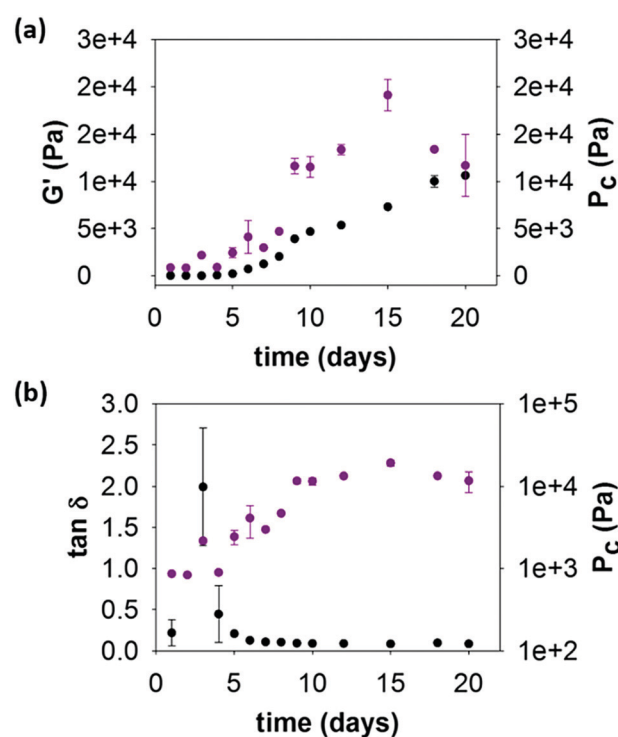 (a)
3e+4 3e+4
2e+4 2e+4
2e+4 2e+4
1e+4 1e+4
5e+3 5e+3
0 0
G' (Pa)
P_C (Pa)
0 5 10 15 20
time (days)
(b)
3.0 1e+5
2.5
2.0 1e+4
1.5
1.0 1e+3
0.5
0.0 1e+2
tan δ
P_C (Pa)
0 5 10 15 20
time (days)